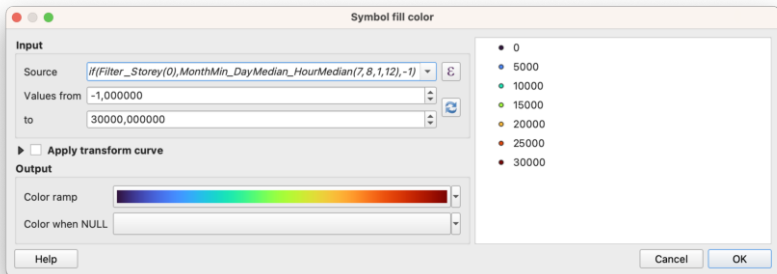 Symbol fill color
Input
Source if(Filter_Storey(0),MonthMin_DayMedian_HourMedian(7,8,1,12),-1) ε
Values from -1,000000
to 30000,000000
Apply transform curve
Output
Color ramp
Color when NULL
0
5000
10000
15000
20000
25000
30000
Help
Cancel
OK